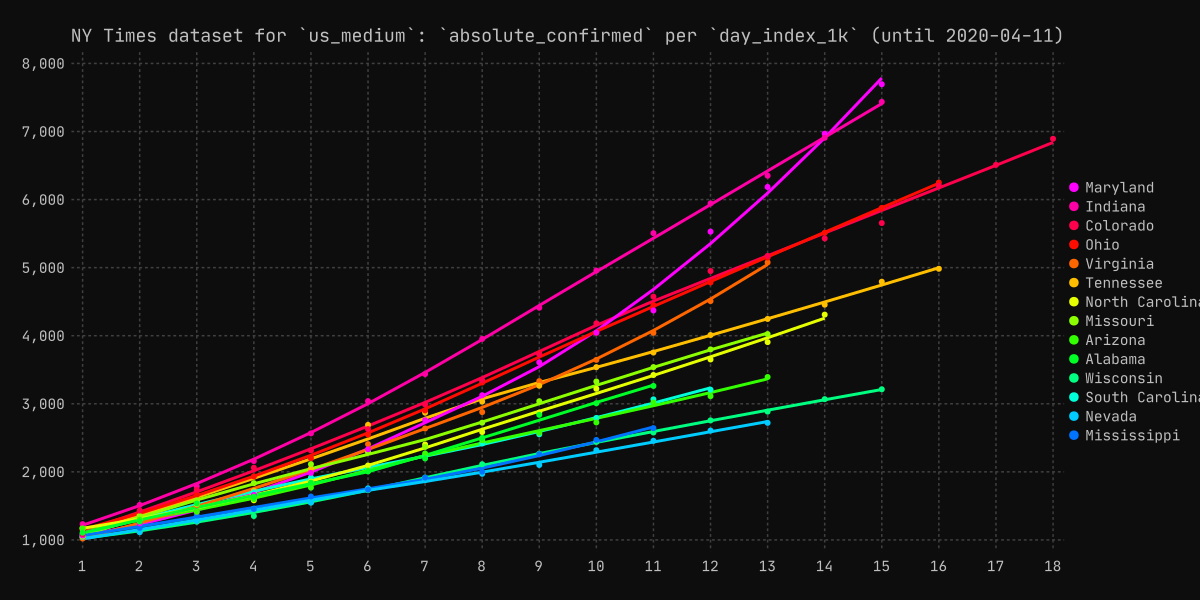 NY Times dataset for `us_medium`: `absolute_confirmed` per `day_index_1k` (until 2020-04-11)
8,000
7,000
6,000
5,000
4,000
3,000
2,000
1,000
1 2 3 4 5 6 7 8 9 10 11 12 13 14 15 16 17 18
Maryland
Indiana
Colorado
Ohio
Virginia
Tennessee
North Carolina
Missouri
Arizona
Alabama
Wisconsin
South Carolina
Nevada
Mississippi